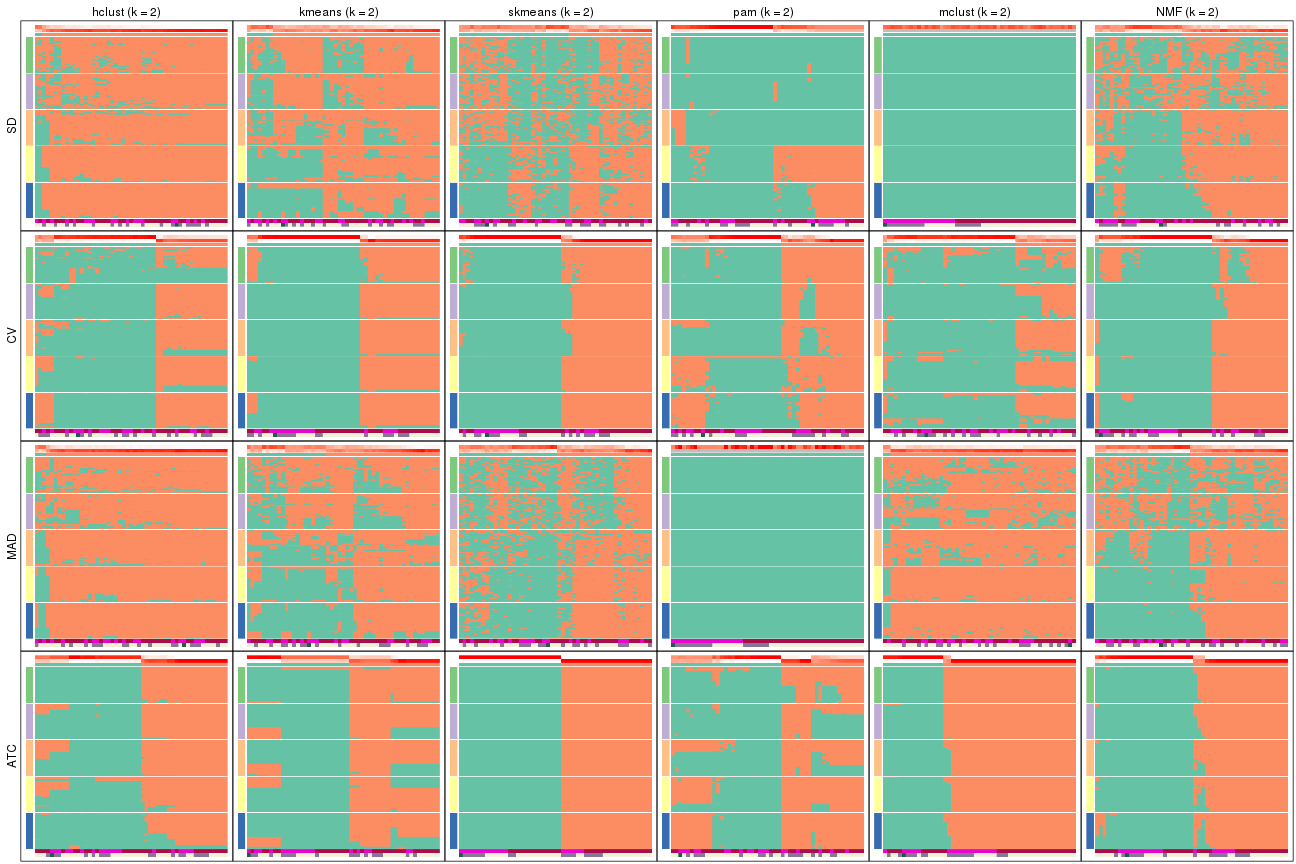 hclust (k = 2) kmeans (k = 2) skmeans (k = 2) pam (k = 2) mclust (k = 2) NMF (k = 2)
SD
CV
MAD
ATC